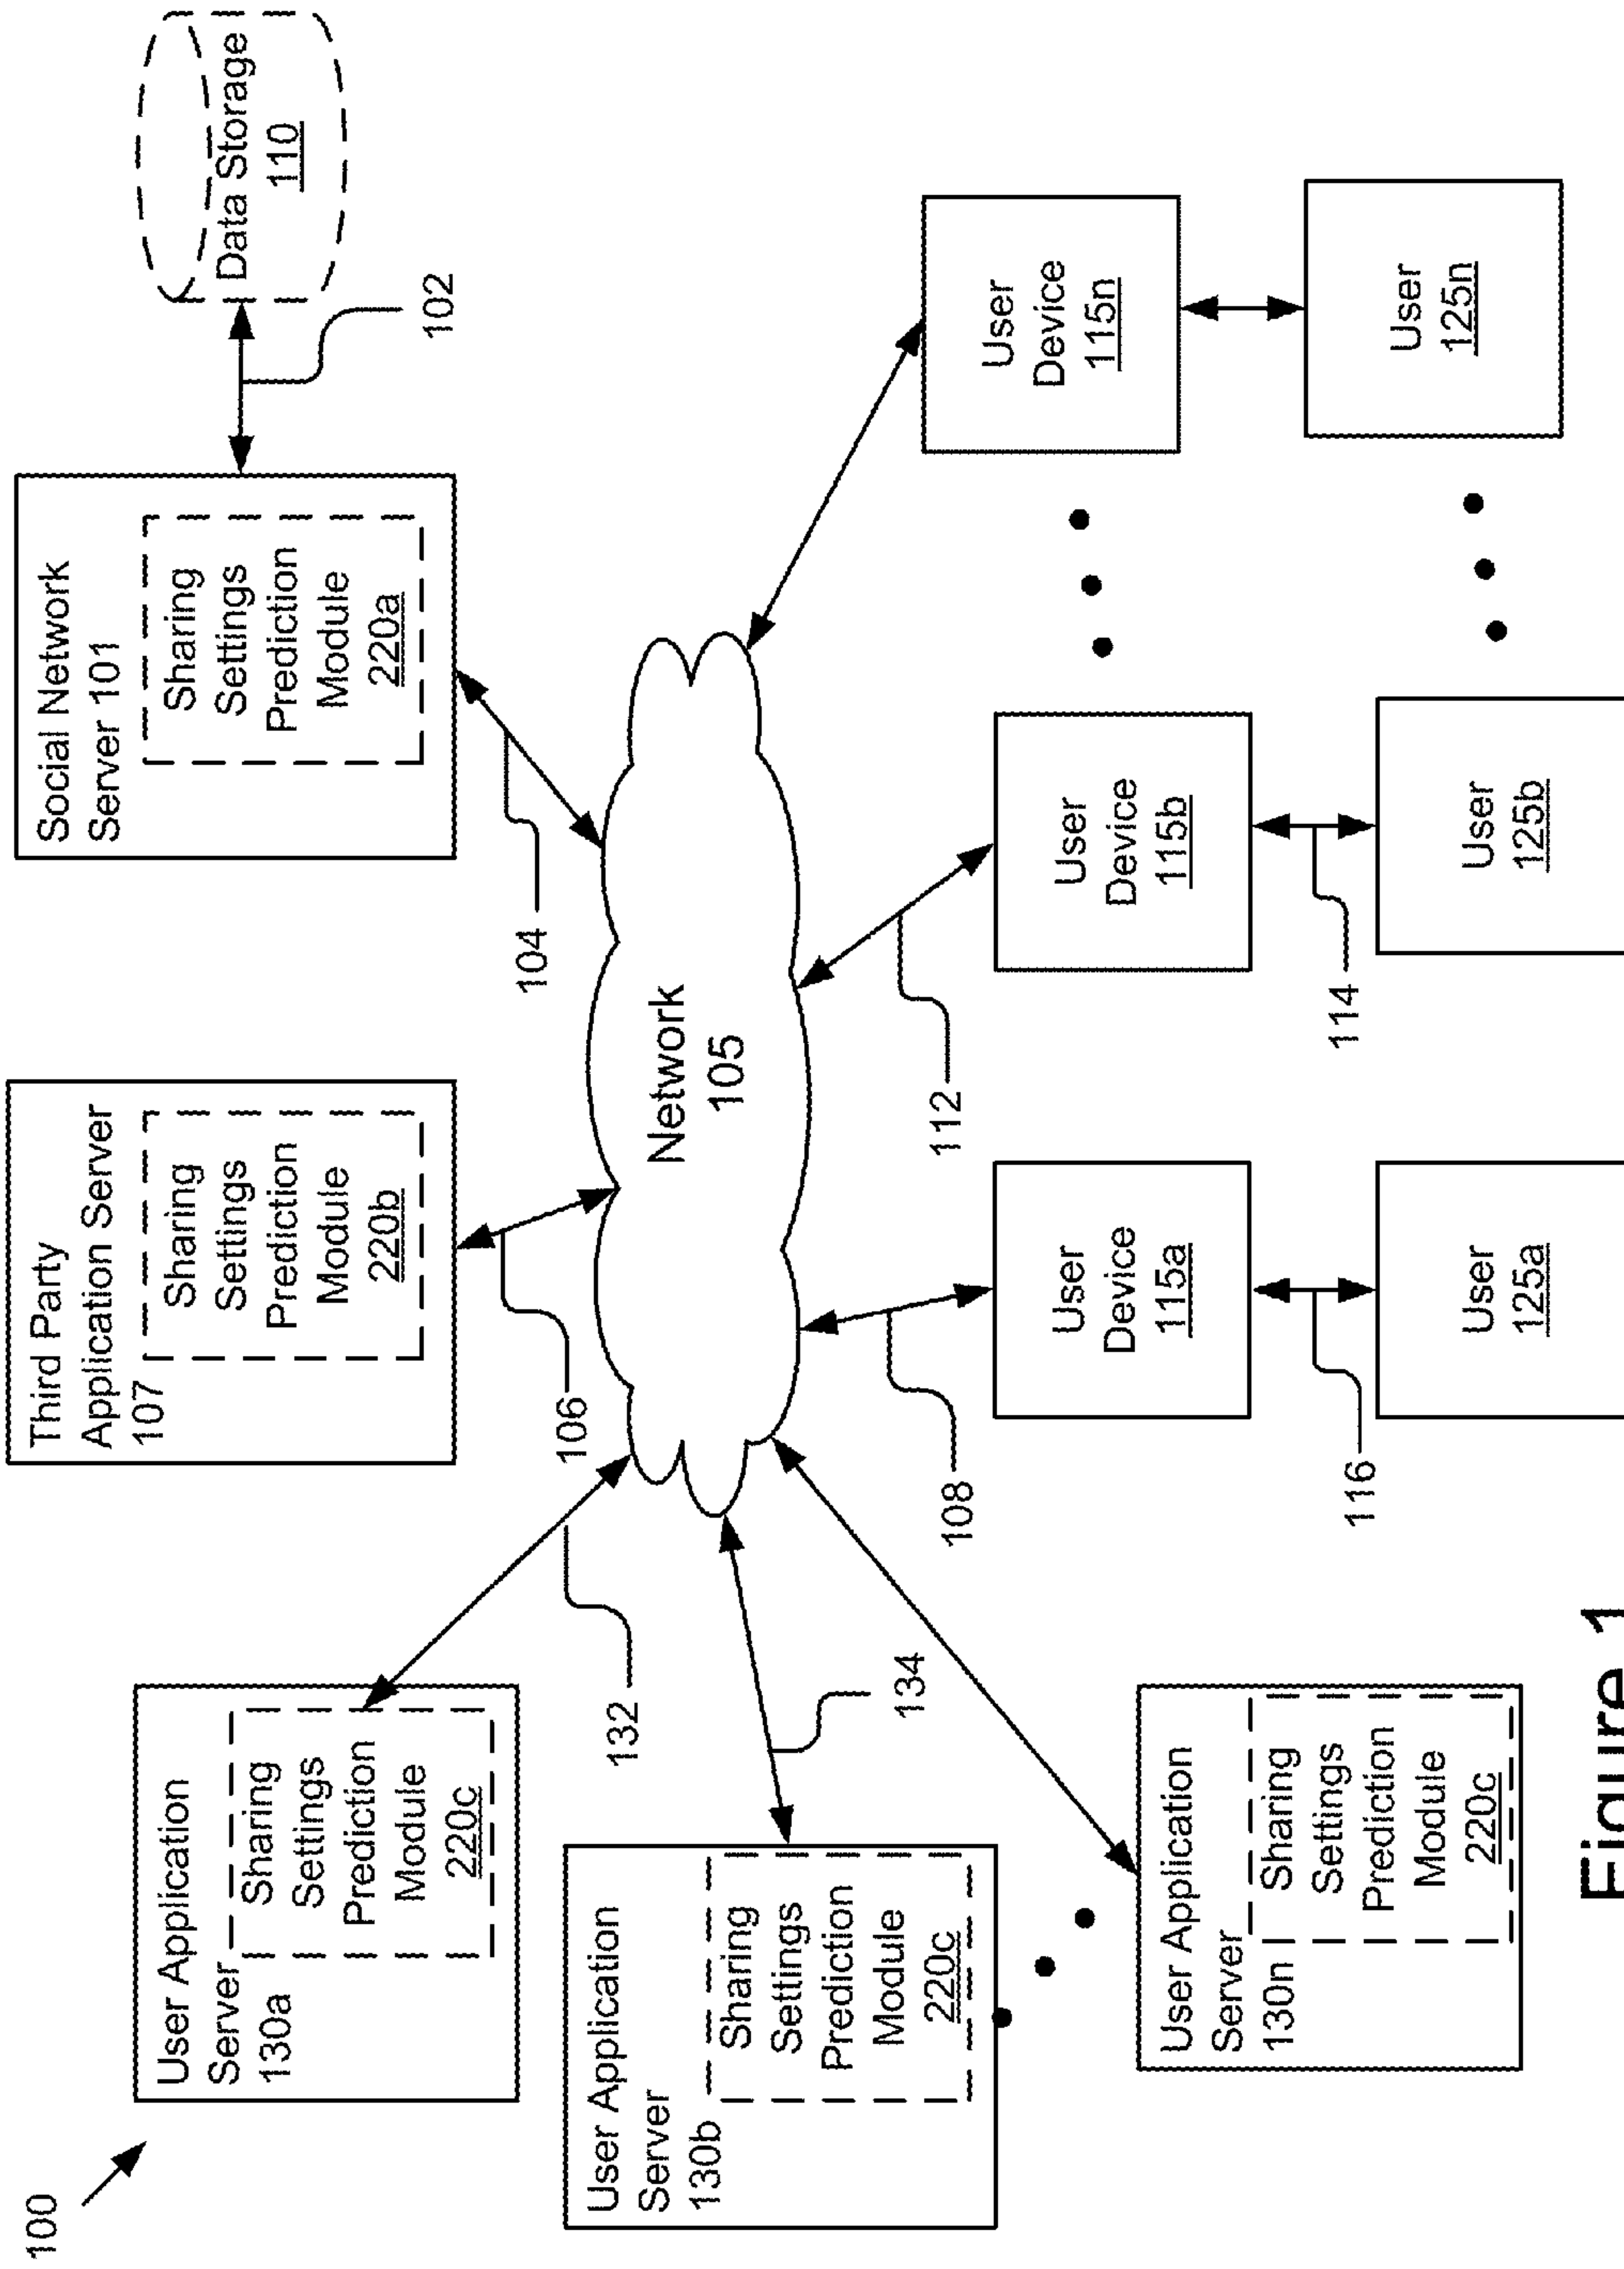 100
User Application
Server
130a
Sharing
Settings
Prediction
Module
220c
Third Party
Application Server
107
Sharing
Settings
Prediction
Module
220b
Social Network
Server 101
Sharing
Settings
Prediction
Module
220a
Data Storage
110
102
104
106
132
User Application
Server
130b
Sharing
Settings
Prediction
Module
220c
134
Network
105
108
112
User Application
Server
130n
Sharing
Settings
Prediction
Module
220c
User
Device
115a
User
Device
115b
User
Device
115n
116
114
User
125a
User
125b
User
125n
Figure 1